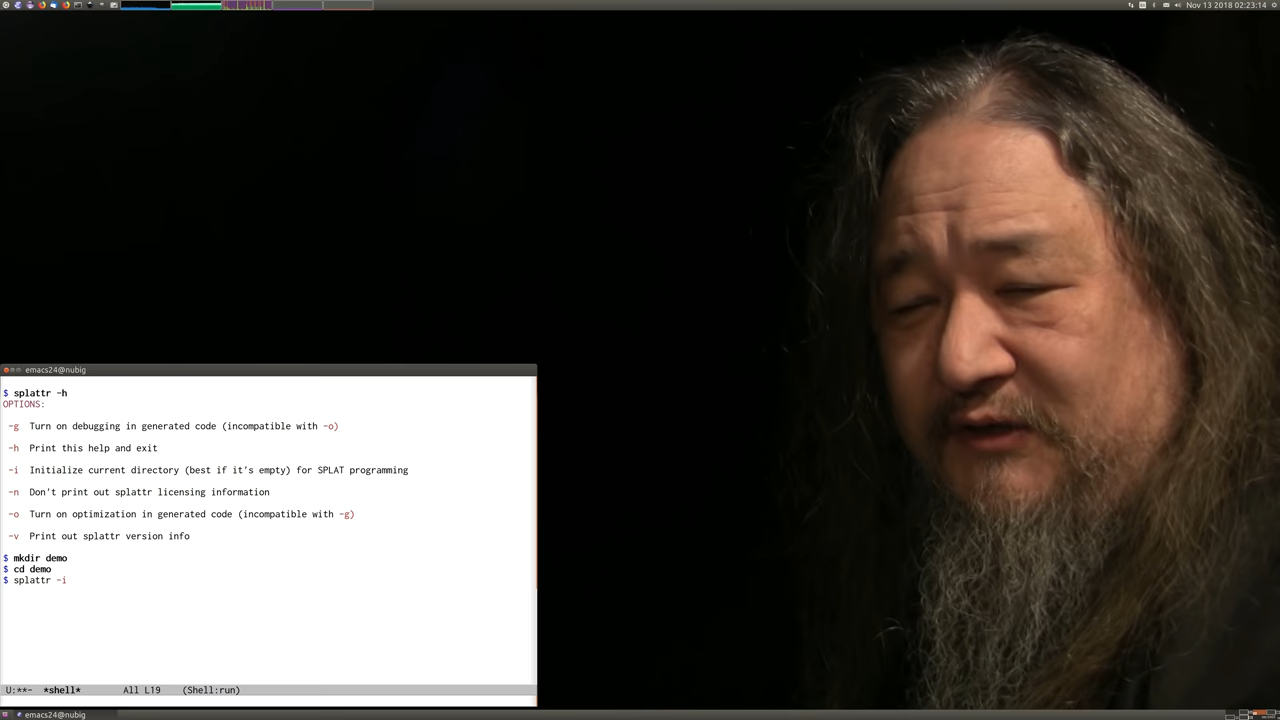 Nov 13 2018 02:23:14
emacs24@nubig
$ splattr -h
OPTIONS:
-g Turn on debugging in generated code (incompatible with -o)
-h Print this help and exit
-i Initialize current directory (best if it's empty) for SPLAT programming
-n Don't print out splattr licensing information
-o Turn on optimization in generated code (incompatible with -g)
-v Print out splattr version info
$ mkdir demo
$ cd demo
$ splattr -i
U:**- *shell* All L19 (Shell:run)
emacs24@nubig